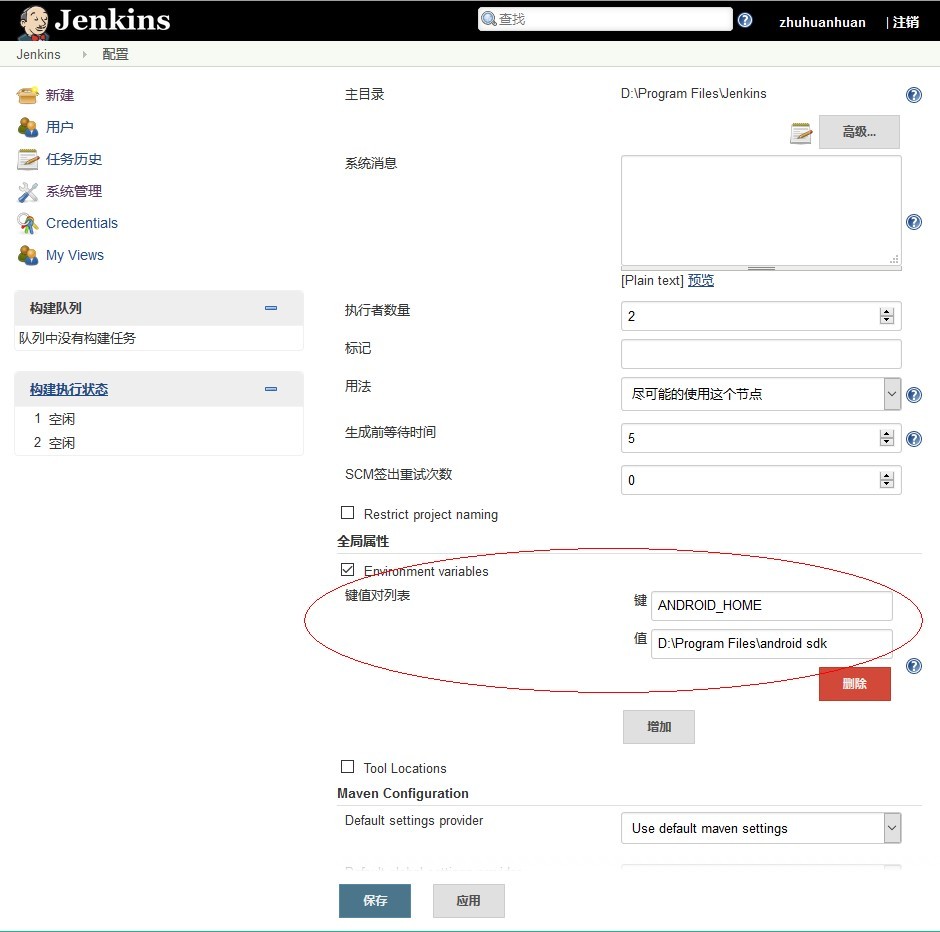 Jenkins
查找
zhuhuanhuan
| 注销
Jenkins
配置
新建
用户
任务历史
系统管理
Credentials
My Views
构建队列
队列中没有构建任务
构建执行状态
1 空闲
2 空闲
主目录
D:\Program Files\Jenkins
高级...
系统消息
[Plain text] 预览
执行者数量
2
标记
用法
尽可能的使用这个节点
生成前等待时间
5
SCM签出重试次数
0
Restrict project naming
全局属性
Environment variables
键值对列表
键
ANDROID_HOME
值
D:\Program Files\android sdk
删除
增加
Tool Locations
Maven Configuration
Default settings provider
Use default maven settings
保存
应用